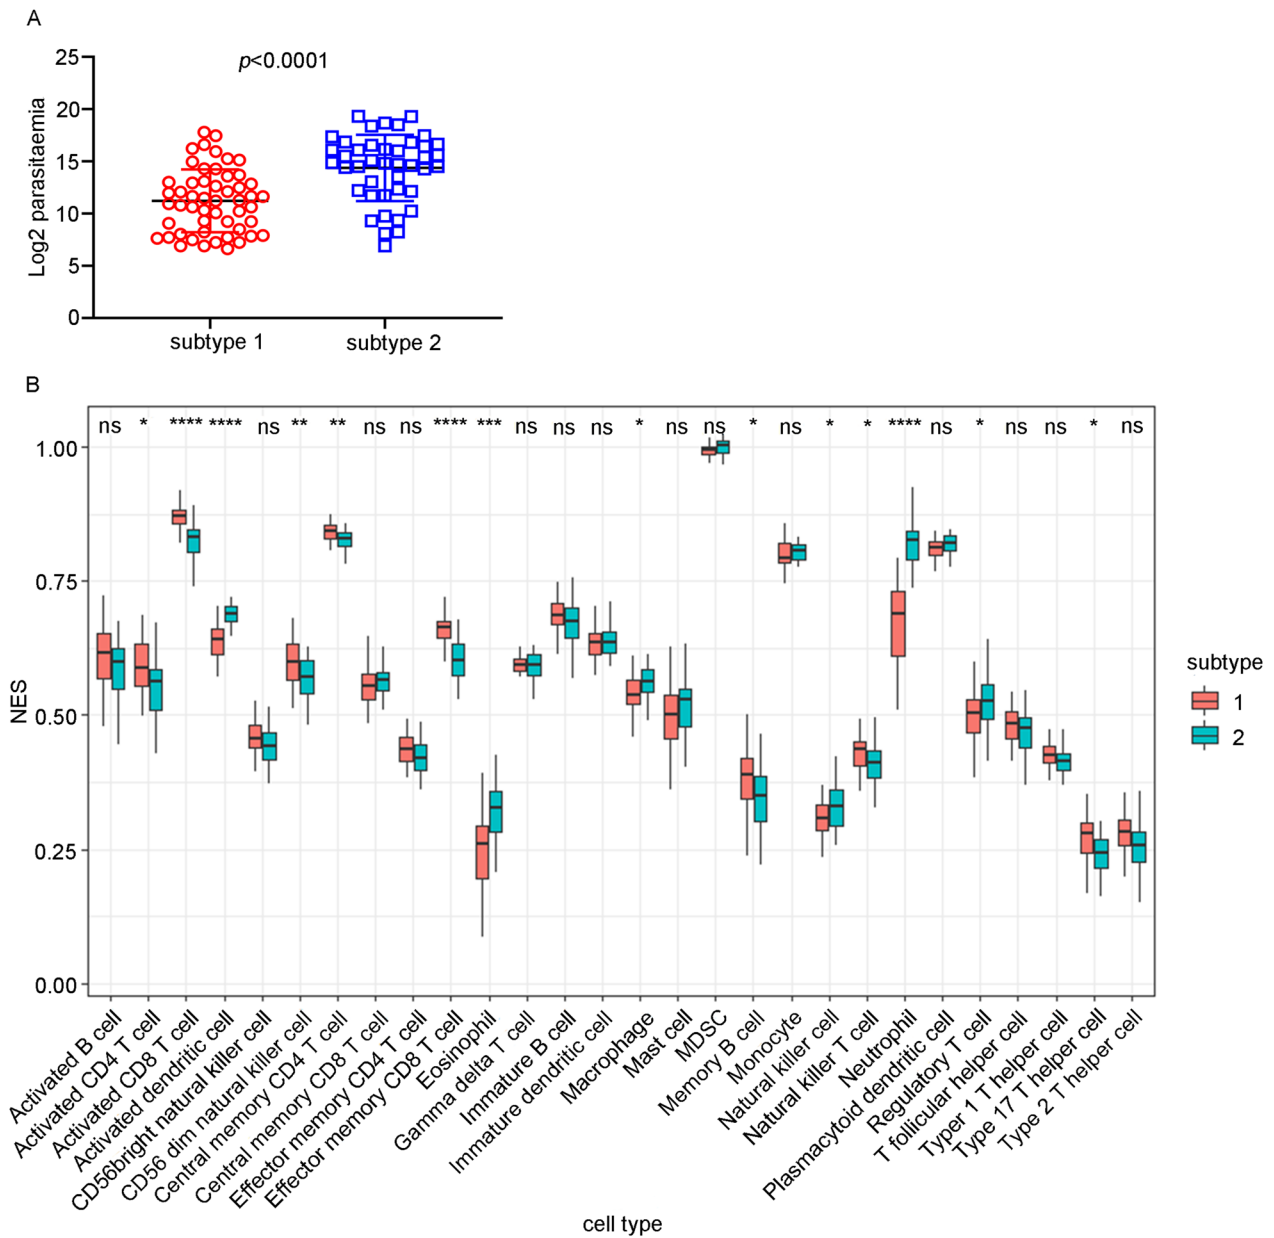 A
p<0.0001
Log2 parasitaemia
25
20
15
10
5
0
subtype 1
subtype 2
B
ns * **** **** ns ** ** ns ns **** *** ns ns ns * ns ns * ns * * **** ns * ns ns * ns
NES
1.00
0.75
0.50
0.25
0.00
Activated B cell
Activated CD4 T cell
Activated CD8 T cell
Activated dendritic cell
CD56bright natural killer cell
CD56 dim natural killer cell
Central memory CD4 T cell
Central memory CD8 T cell
Effector memory CD4 T cell
Effector memory CD8 T cell
Eosinophil
Gamma delta T cell
Immature B cell
Immature dendritic cell
Macrophage
Mast cell
MDSC
Memory B cell
Monocyte
Natural killer cell
Natural killer T cell
Neutrophil
Plasmacytoid dendritic cell
Regulatory T cell
T follicular helper cell
Typer 1 T helper cell
Type 17 T helper cell
Type 2 T helper cell
cell type
subtype
1
2